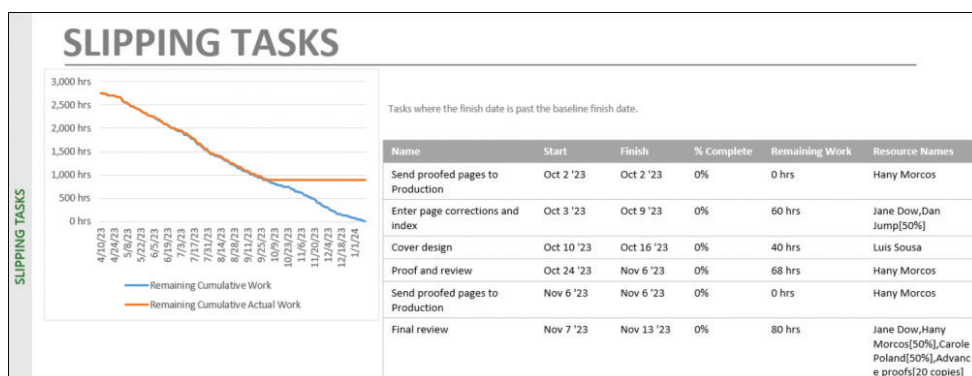 SLIPPING TASKS
SLIPPING TASKS
3,000 hrs
2,500 hrs
2,000 hrs
1,500 hrs
1,000 hrs
500 hrs
0 hrs
4/10/23
4/24/23
5/8/23
5/22/23
6/5/23
6/19/23
7/3/23
7/17/23
7/31/23
8/14/23
8/28/23
9/11/23
9/25/23
10/9/23
10/23/23
11/6/23
11/20/23
12/4/23
12/18/23
1/1/24
Remaining Cumulative Work
Remaining Cumulative Actual Work
Tasks where the finish date is past the baseline finish date.
Name Start Finish % Complete Remaining Work Resource Names
Send proofed pages to Oct 2 '23 Oct 2 '23 0% 0 hrs Hany Morcos
Production
Enter page corrections and Oct 3 '23 Oct 9 '23 0% 60 hrs Jane Dow,Dan
index Jump[50%]
Cover design Oct 10 '23 Oct 16 '23 0% 40 hrs Luis Sousa
Proof and review Oct 24 '23 Nov 6 '23 0% 68 hrs Hany Morcos
Send proofed pages to Nov 6 '23 Nov 6 '23 0% 0 hrs Hany Morcos
Production
Final review Nov 7 '23 Nov 13 '23 0% 80 hrs Jane Dow,Hany
Morcos[50%],Carole
Poland[50%],Advanc
e proofs[20 copies]